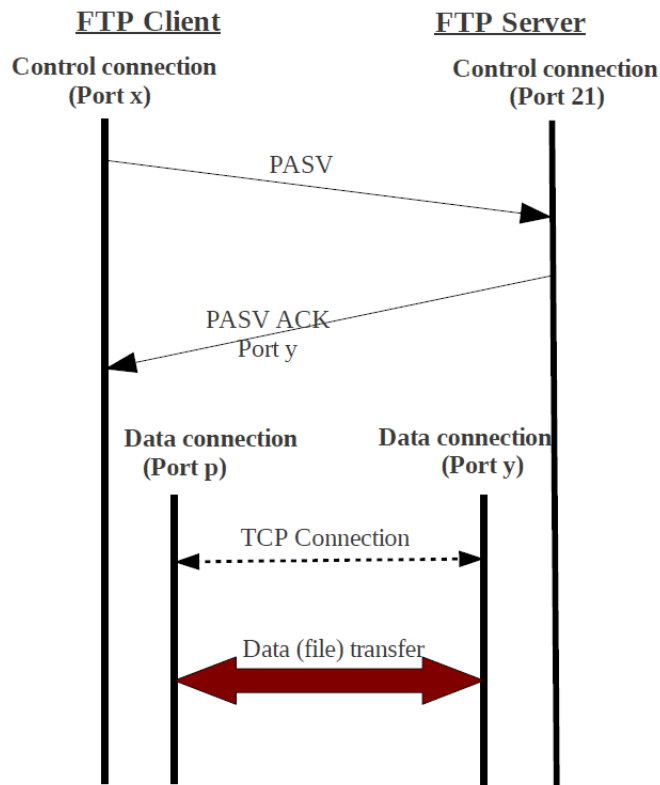 FTP Client
FTP Server
Control connection
(Port x)
Control connection
(Port 21)
PASV
PASV ACK
Port y
Data connection
(Port p)
Data connection
(Port y)
TCP Connection
Data (file) transfer